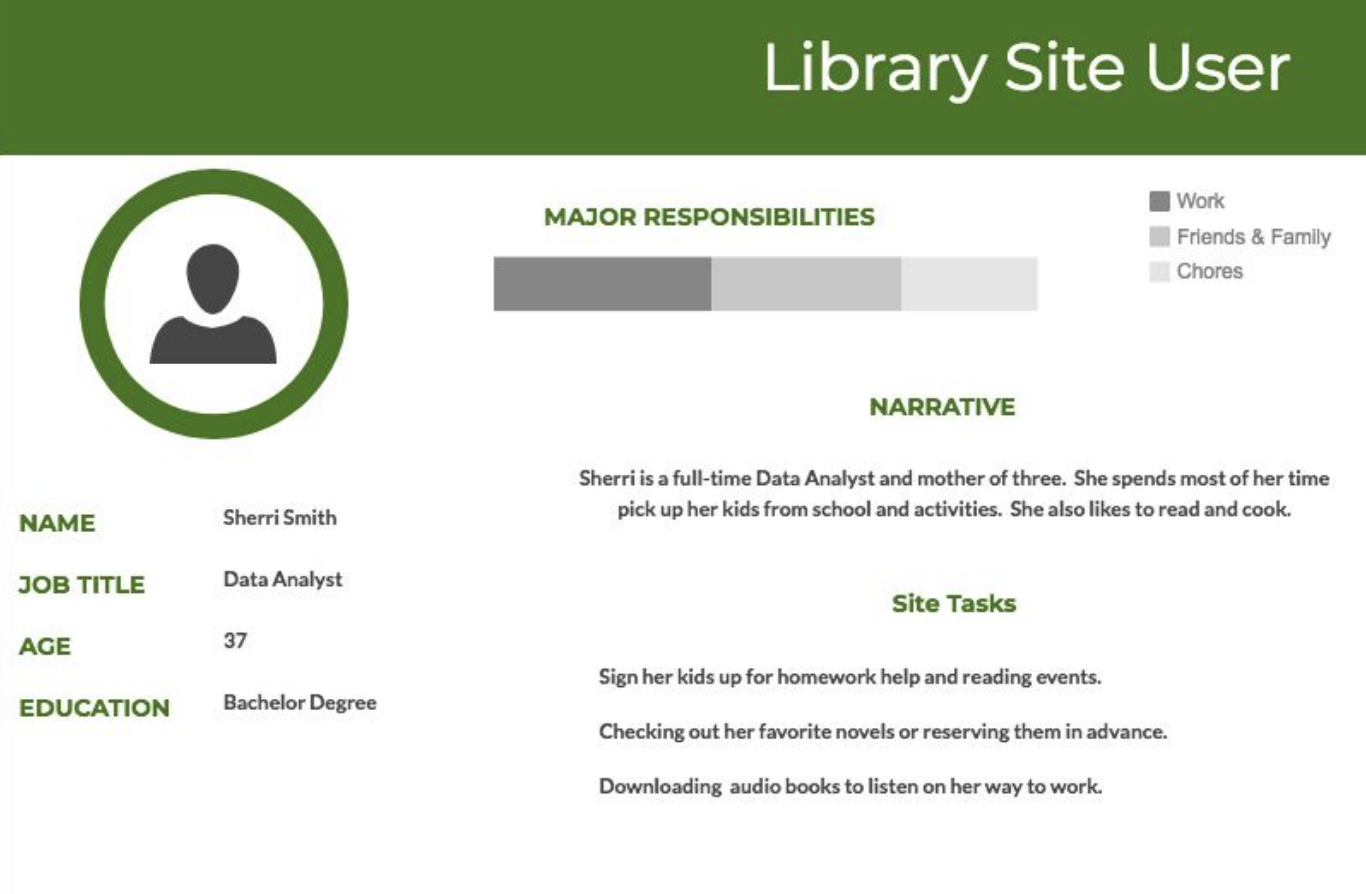 Library Site User
MAJOR RESPONSIBILITIES
Work
Friends & Family
Chores
NARRATIVE
Sherri is a full-time Data Analyst and mother of three. She spends most of her time
pick up her kids from school and activities. She also likes to read and cook.
NAME
Sherri Smith
JOB TITLE
Data Analyst
AGE
37
EDUCATION
Bachelor Degree
Site Tasks
Sign her kids up for homework help and reading events.
Checking out her favorite novels or reserving them in advance.
Downloading audio books to listen on her way to work.